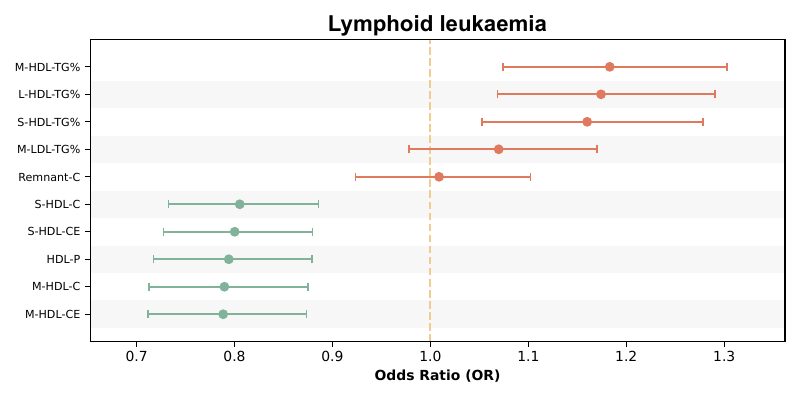 Lymphoid leukaemia
M-HDL-TG%
L-HDL-TG%
S-HDL-TG%
M-LDL-TG%
Remnant-C
S-HDL-C
S-HDL-CE
HDL-P
M-HDL-C
M-HDL-CE
0.7 0.8 0.9 1.0 1.1 1.2 1.3
Odds Ratio (OR)